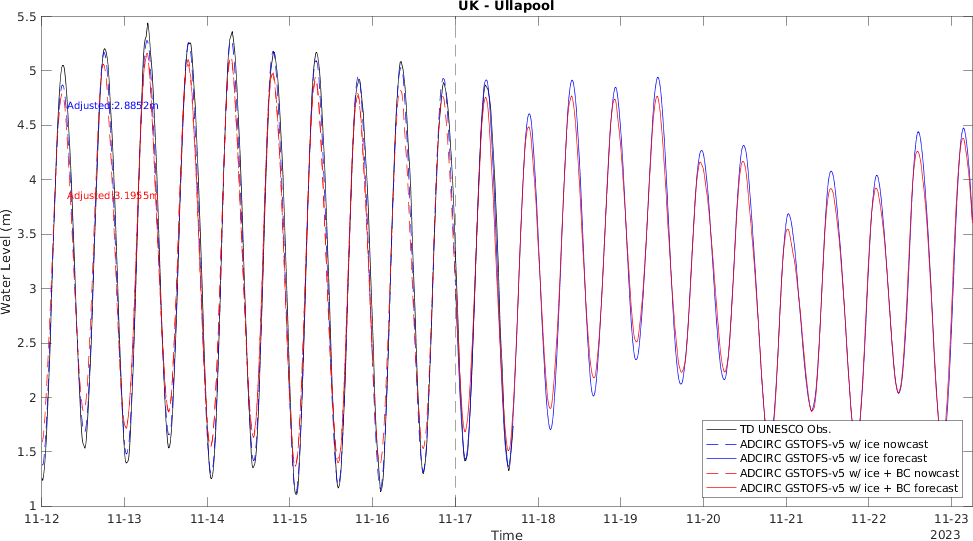 UK - Ullapool
5.5
5
4.5
4
3.5
3
2.5
2
1.5
1
Water Level (m)
Adjusted:2.8852m
Adjusted:3.1955m
TD UNESCO Obs.
ADCIRC GSTOFS-v5 w/ ice nowcast
ADCIRC GSTOFS-v5 w/ ice forecast
ADCIRC GSTOFS-v5 w/ ice + BC nowcast
ADCIRC GSTOFS-v5 w/ ice + BC forecast
11-12 11-13 11-14 11-15 11-16 11-17 11-18 11-19 11-20 11-21 11-22 11-23
Time
2023